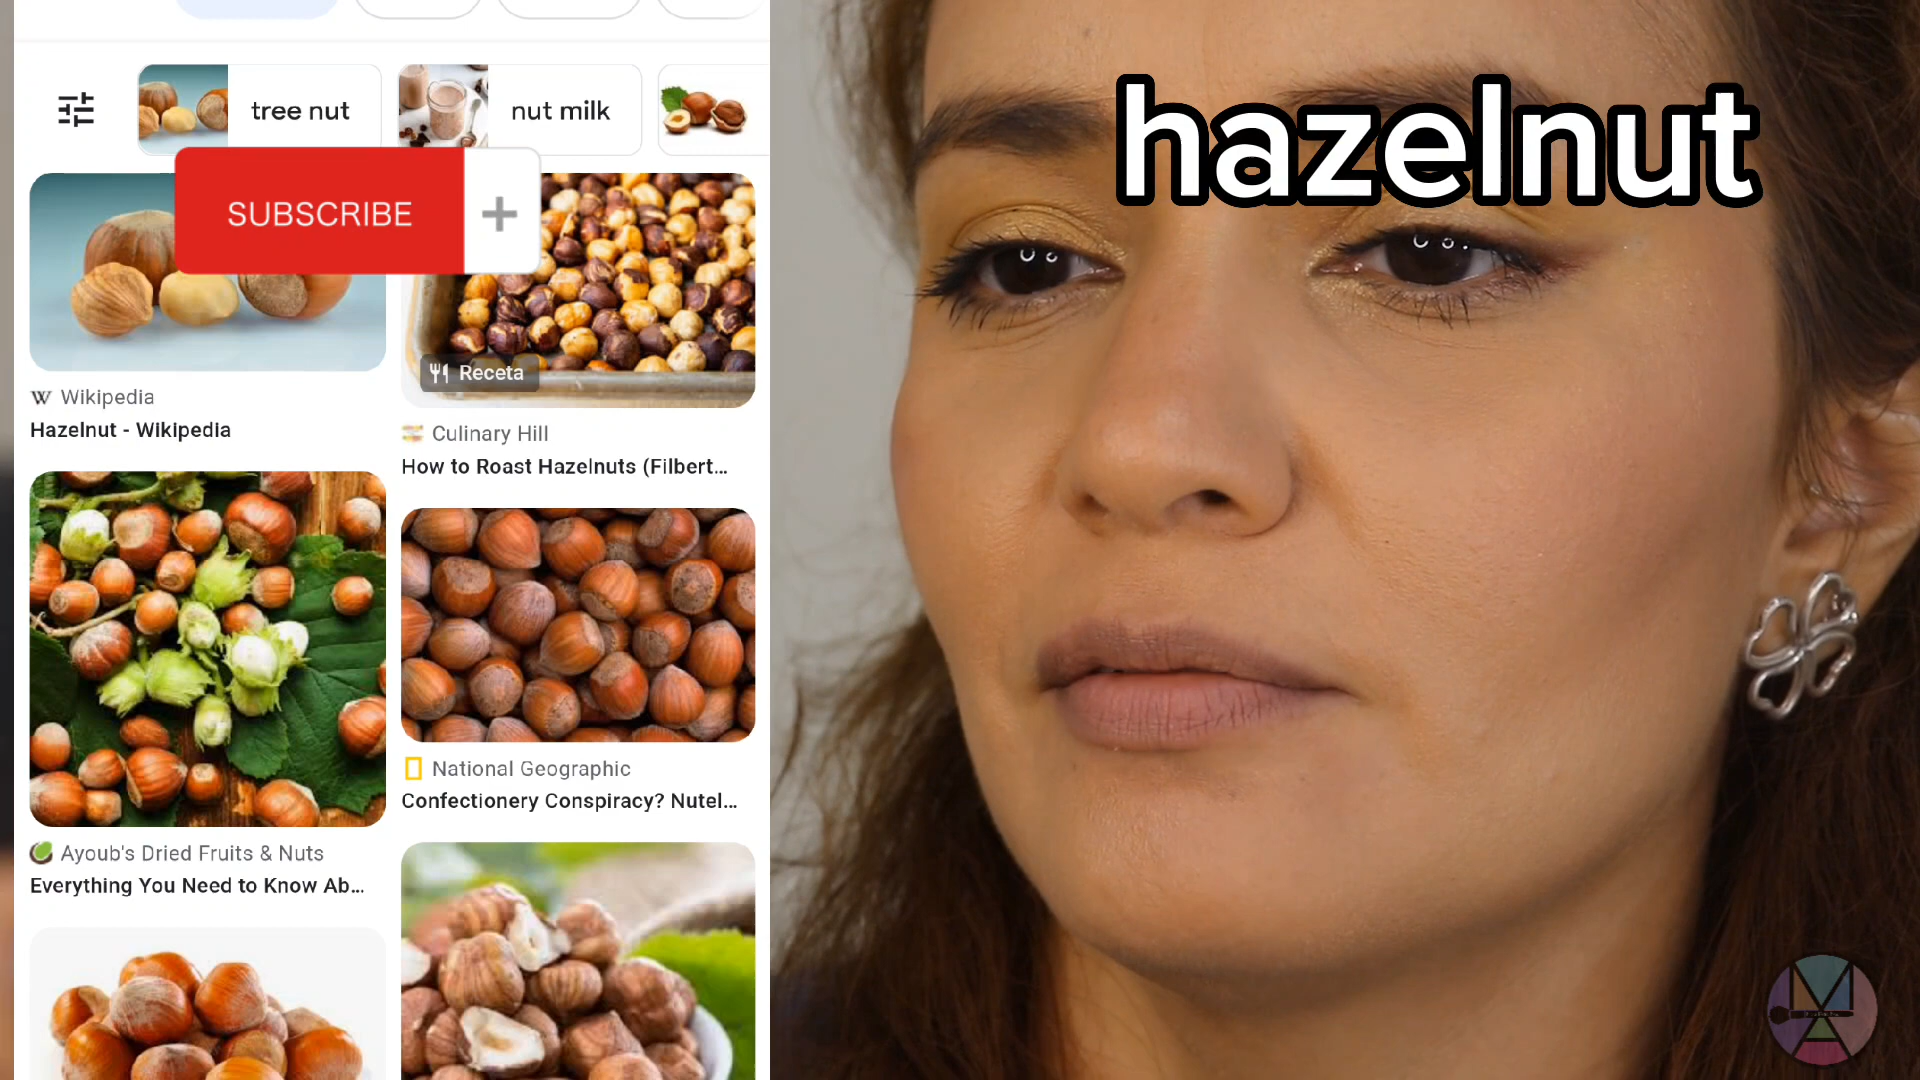 tree nut
nut milk
SUBSCRIBE
hazelnut
Receta
W Wikipedia
Hazelnut - Wikipedia
Culinary Hill
How to Roast Hazelnuts (Filbert...
National Geographic
Confectionery Conspiracy? Nutel...
Ayoub's Dried Fruits & Nuts
Everything You Need to Know Ab...